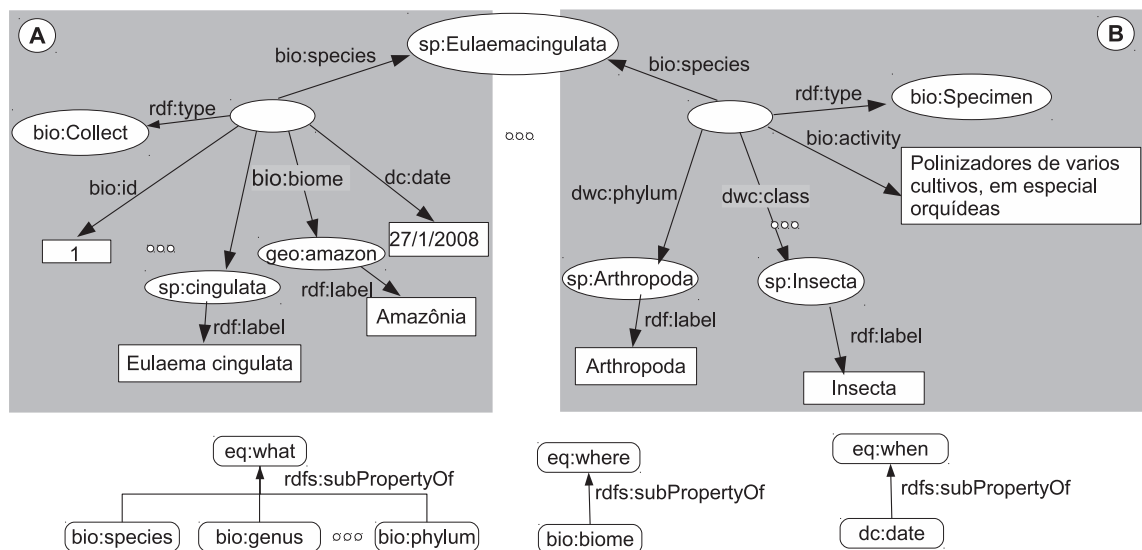 A
sp:Eulaemacingulata
B
bio:species
bio:species
rdf:type
bio:Collect
rdf:type
bio:Specimen
bio:activity
bio:id
bio:biome
dc:date
dwc:phylum
dwc:class
Polinizadores de varios
cultivos, em especial
orquídeas
1
27/1/2008
geo:amazon
sp:cingulata
rdf:label
Amazônia
sp:Arthropoda
sp:Insecta
rdf:label
rdf:label
rdf:label
Eulaema cingulata
Arthropoda
Insecta
eq:what
rdfs:subPropertyOf
bio:species
bio:genus
bio:phylum
eq:where
rdfs:subPropertyOf
bio:biome
eq:when
rdfs:subPropertyOf
dc:date